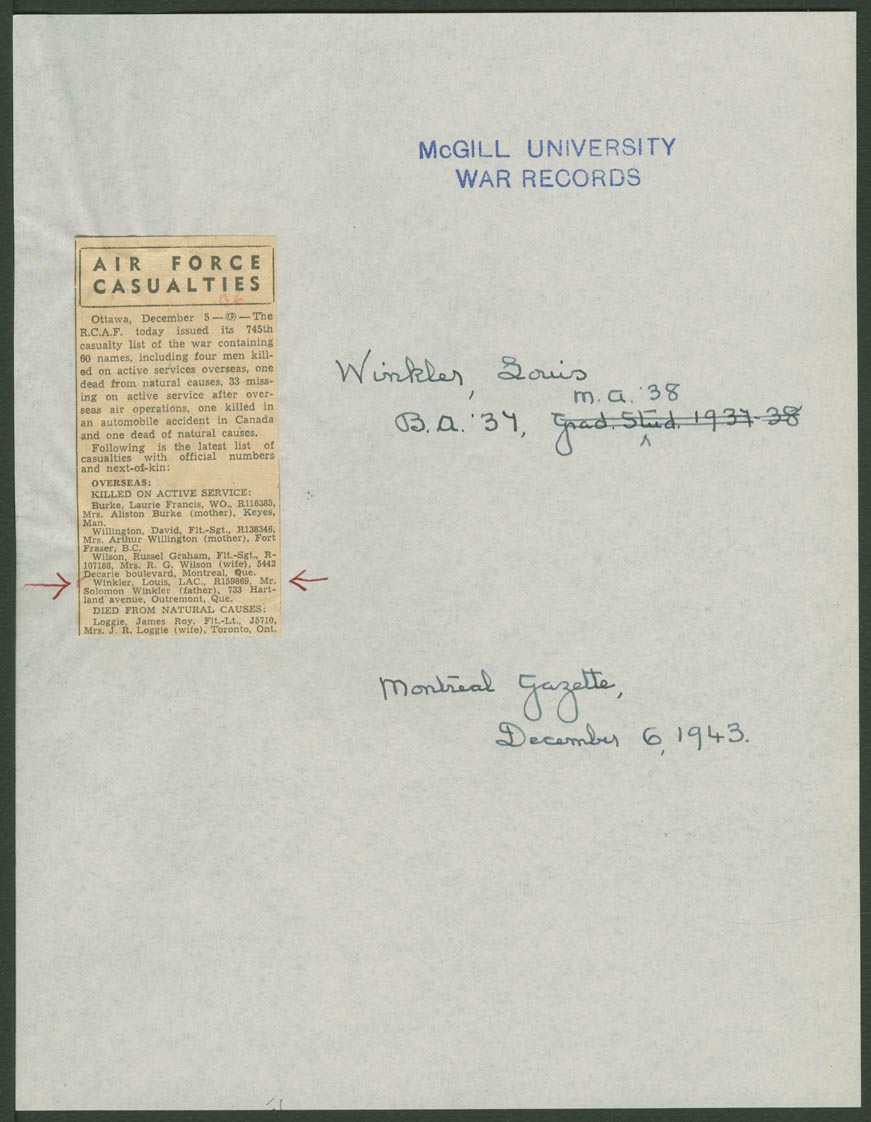 McGILL UNIVERSITY
WAR RECORDS
AIR FORCE
CASUALTIES
Ottawa, December 5—(CP)—The
R.C.A.F. today issued its 745th
casualty list of the war containing
60 names, including four men kill-
ed on active services overseas, one
dead from natural causes, 33 miss-
ing on active service after over-
seas air operations, one killed in
an automobile accident in Canada
and one dead of natural causes.
Following is the latest list of
casualties with official numbers
and next-of-kin:
OVERSEAS:
KILLED ON ACTIVE SERVICE:
Burke, Laurie Francis, WO., R116385,
Mrs. Aliston Burke (mother), Keyes,
Man.
Willington, David, Flt.-Sgt., R138346,
Mrs. Arthur Willington (mother), Fort
Fraser, B.C.
Wilson, Russel Graham, Flt.-Sgt., R-
107188, Mrs. R. G. Wilson (wife), 5442
Decarie boulevard, Montreal, Que.
Winkler, Louis, LAC., R159869, Mr.
Solomon Winkler (father), 733 Hart-
land avenue, Outremont, Que.
DIED FROM NATURAL CAUSES:
Loggie, James Roy, Flt.-Lt., J5710,
Mrs. J. R. Loggie (wife), Toronto, Ont.
Winkler, Louis
M.A. '38
B.A. '37, Grad. Stud. 1937-38
Montreal Gazette,
December 6, 1943.